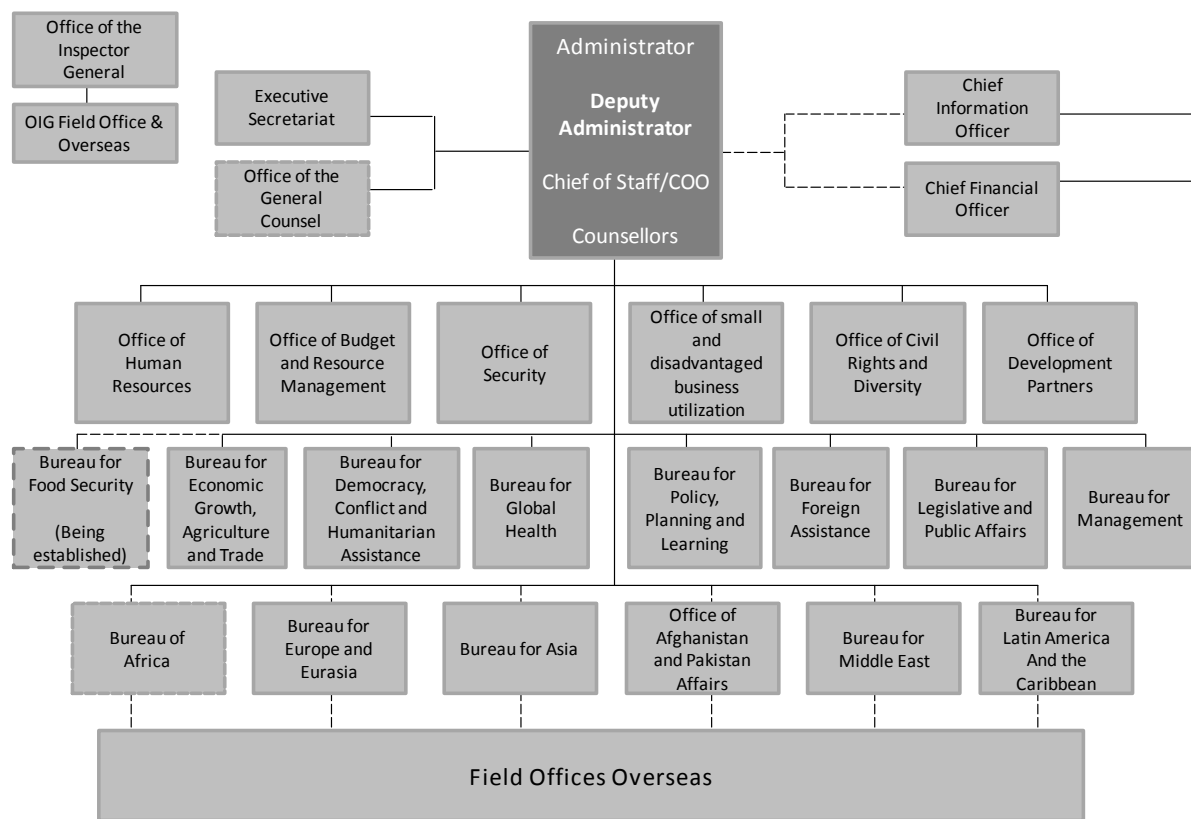 Office of the
Inspector
General
OIG Field Office &
Overseas
Executive
Secretariat
Office of the
General
Counsel
Administrator
Deputy
Administrator
Chief of Staff/COO
Counsellors
Chief
Information
Officer
Chief Financial
Officer
Office of
Human
Resources
Office of Budget
and Resource
Management
Office of
Security
Office of small
and
disadvantaged
business
utilization
Office of Civil
Rights and
Diversity
Office of
Development
Partners
Bureau for
Food Security
(Being
established)
Bureau for
Economic
Growth,
Agriculture
and Trade
Bureau for
Democracy,
Conflict and
Humanitarian
Assistance
Bureau for
Global
Health
Bureau for
Policy,
Planning and
Learning
Bureau for
Foreign
Assistance
Bureau for
Legislative and
Public Affairs
Bureau for
Management
Bureau of
Africa
Bureau for
Europe and
Eurasia
Bureau for Asia
Office of
Afghanistan
and Pakistan
Affairs
Bureau for
Middle East
Bureau for
Latin America
And the
Caribbean
Field Offices Overseas